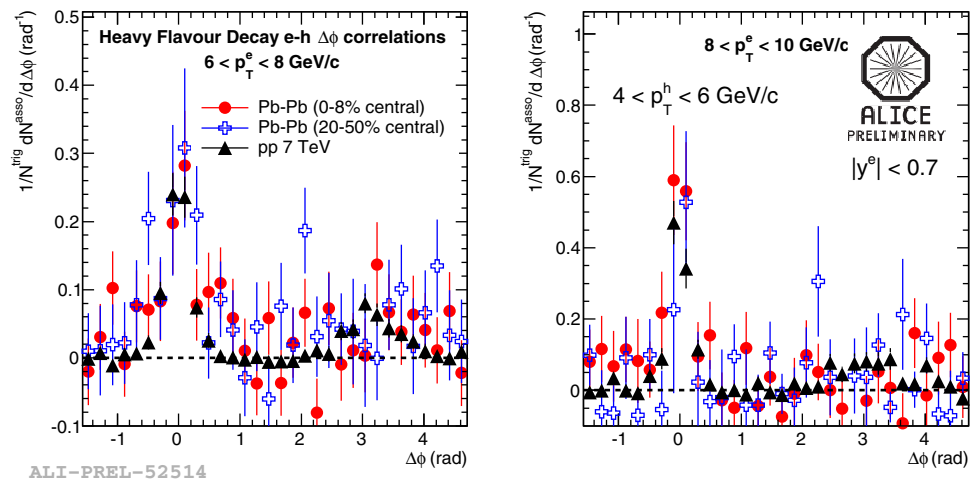 Heavy Flavour Decay e-h Δϕ correlations
6 < p_T^e < 8 GeV/c
Pb-Pb (0-8% central)
Pb-Pb (20-50% central)
pp 7 TeV
1/N^trig dN^asso/d Δϕ (rad^-1)
0.5
0.4
0.3
0.2
0.1
0
-0.1
-1 0 1 2 3 4
Δϕ (rad)
8 < p_T^e < 10 GeV/c
4 < p_T^h < 6 GeV/c
ALICE
PRELIMINARY
|y^e| < 0.7
1/N^trig dN^asso/d Δϕ (rad^-1)
1
0.8
0.6
0.4
0.2
0
-1 0 1 2 3 4
Δϕ (rad)
ALI-PREL-52514